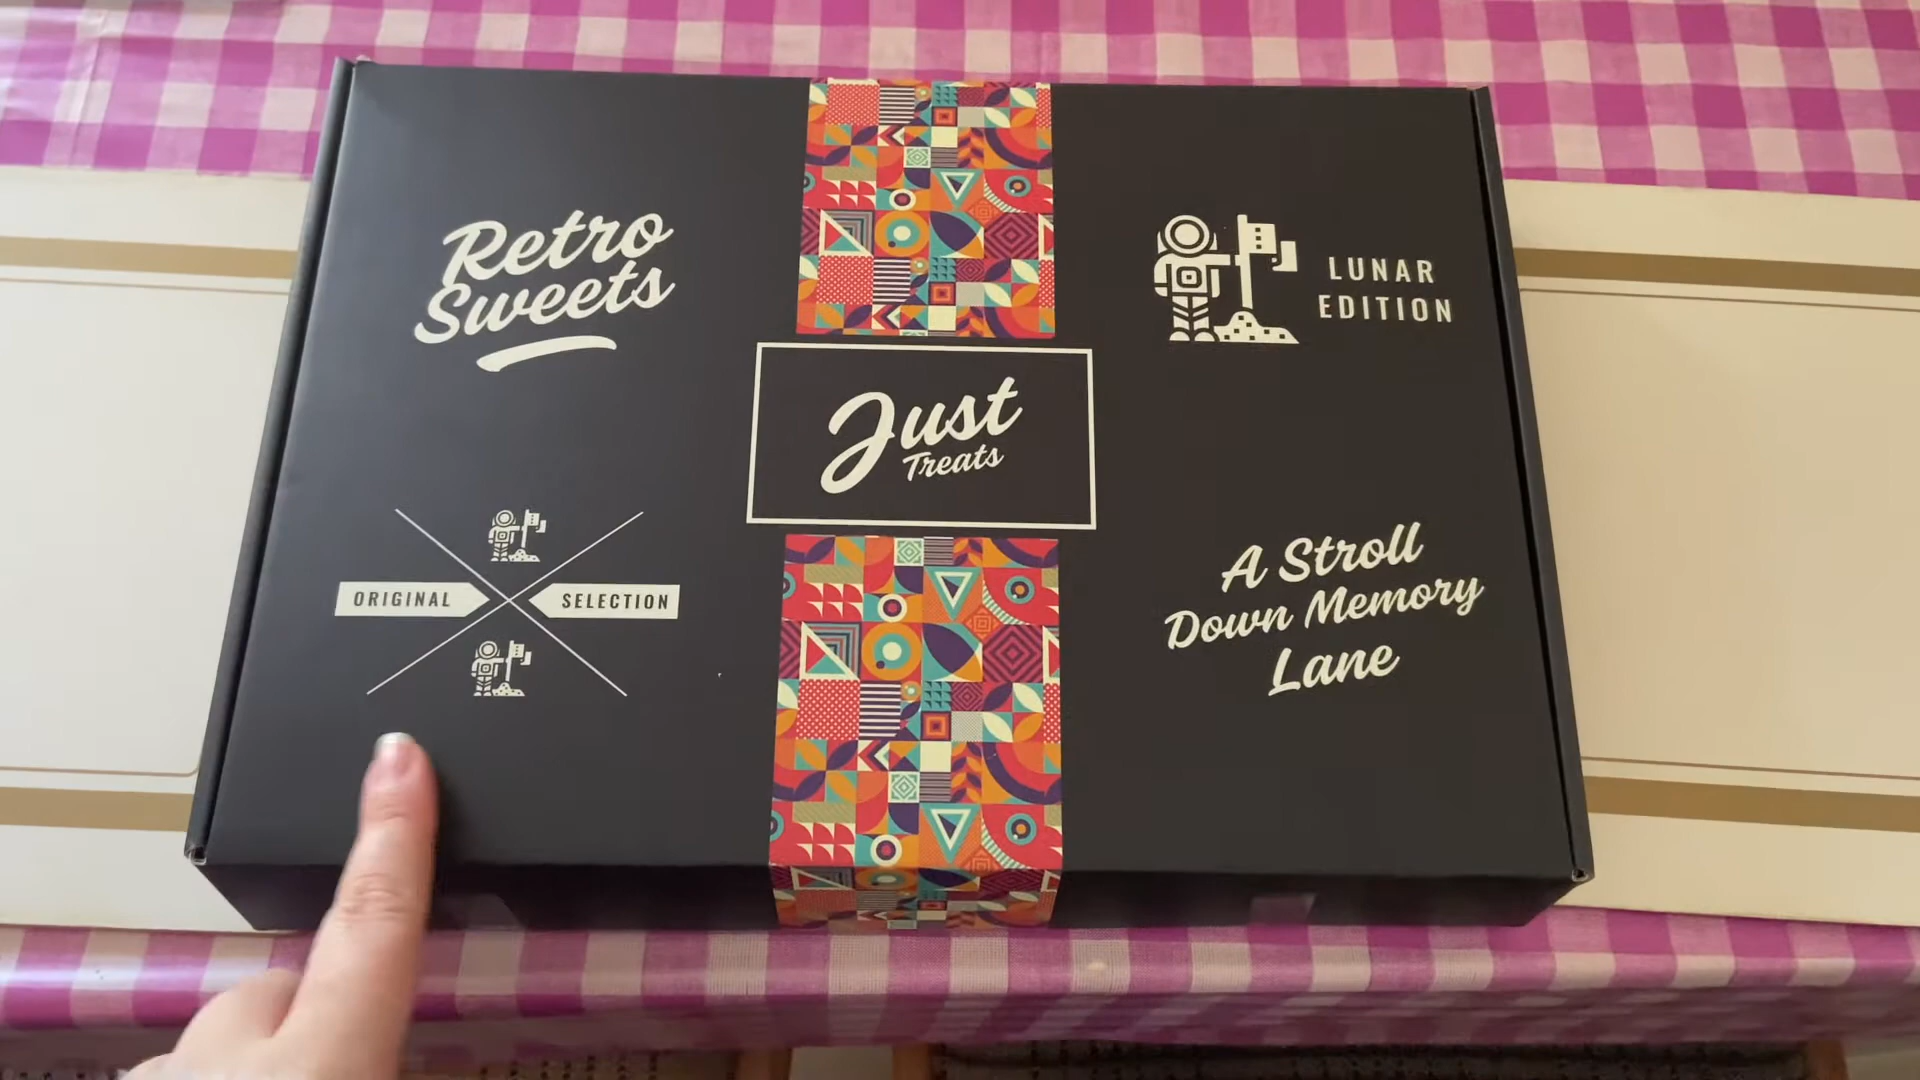 Retro
Sweets
LUNAR
EDITION
Just
Treats
ORIGINAL
SELECTION
A Stroll
Down Memory
Lane